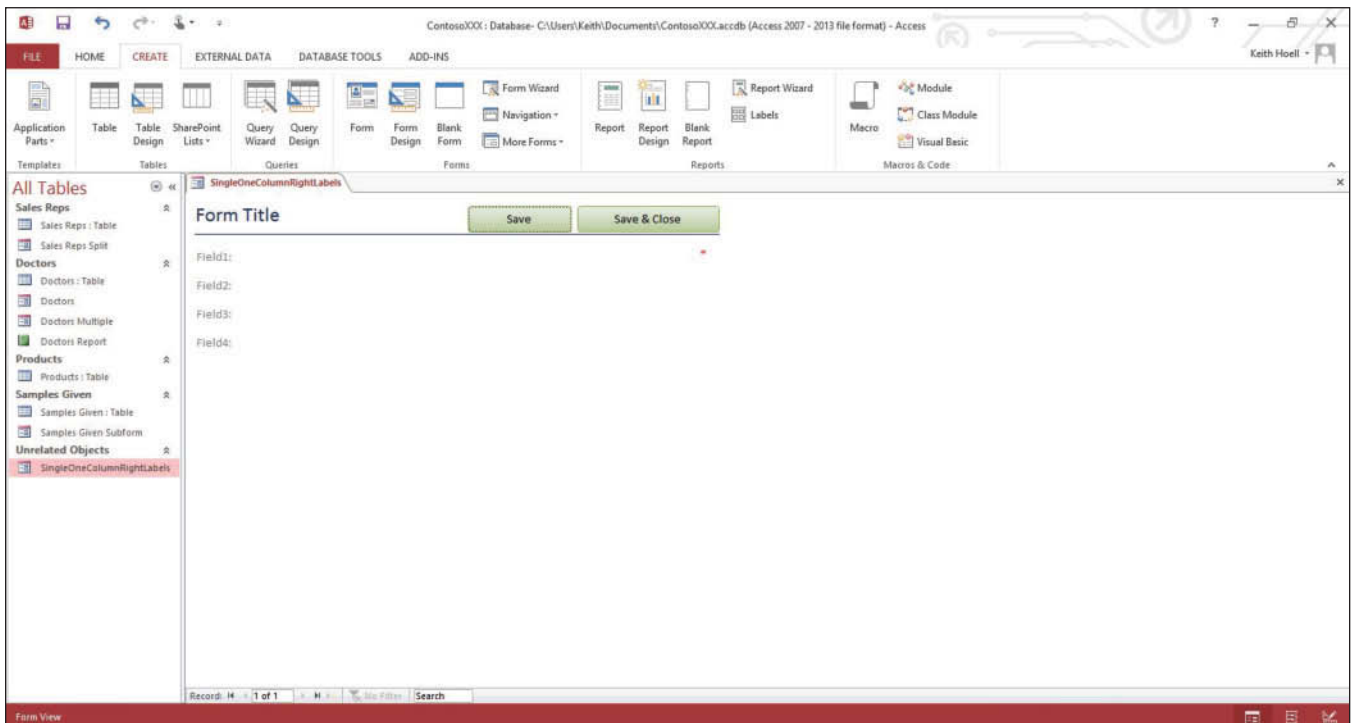 ContosoXXX : Database- C:\Users\Keith\Documents\ContosoXXX.accdb (Access 2007 - 2013 file format) - Access
?
FILE HOME CREATE EXTERNAL DATA DATABASE TOOLS ADD-INS
Keith Hoell
Application Parts
Table
Table Design
SharePoint Lists
Query Wizard
Query Design
Form
Form Design
Blank Form
Form Wizard
Navigation
More Forms
Report
Report Design
Blank Report
Report Wizard
Labels
Macro
Module
Class Module
Visual Basic
Templates Tables Queries Forms Reports Macros & Code
All Tables
Sales Reps
Sales Reps : Table
Sales Reps Split
Doctors
Doctors : Table
Doctors
Doctors Multiple
Doctors Report
Products
Products : Table
Samples Given
Samples Given : Table
Samples Given Subform
Unrelated Objects
SingleOneColumnRightLabels
SingleOneColumnRightLabels
Form Title
Save
Save & Close
Field1: *
Field2:
Field3:
Field4:
Record: 1 of 1 No Filter Search
Form View